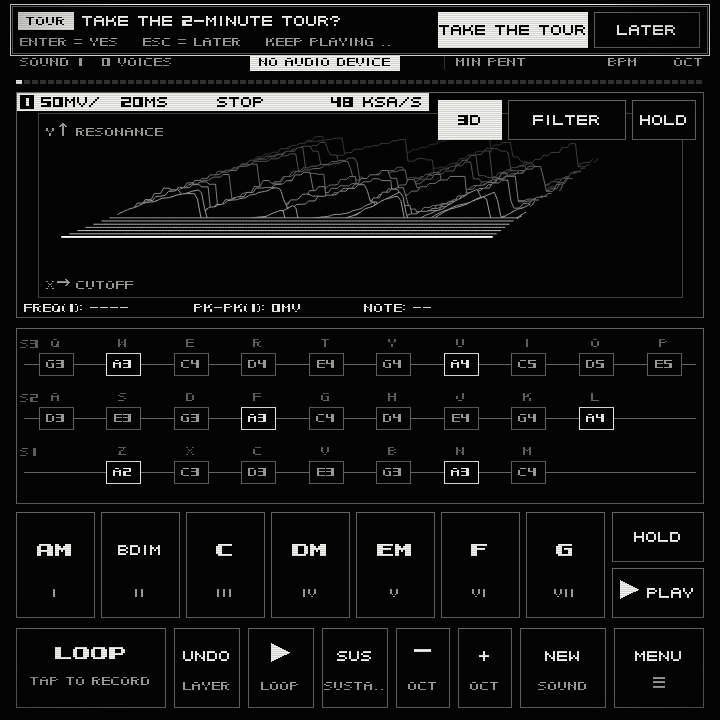 TOUR TAKE THE 2-MINUTE TOUR?
ENTER = YES ESC = LATER KEEP PLAYING ..
TAKE THE TOUR LATER
SOUND 1 0 VOICES NO AUDIO DEVICE MIN PENT BPM OCT
1 50MV/ 20MS STOP 48 KSA/S
3D FILTER HOLD
Y↑ RESONANCE
X→ CUTOFF
FREQ(1): ---- PK-PK(1): 0MV NOTE: --
S3 Q W E R T Y U I O P
G3 A3 C4 D4 E4 G4 A4 C5 D5 E5
S2 A S D F G H J K L
D3 E3 G3 A3 C4 D4 E4 G4 A4
S1 Z X C V B N M
A2 C3 D3 E3 G3 A3 C4
AM BDIM C DM EM F G
I II III IV V VI VII
HOLD
▶ PLAY
LOOP UNDO ▶ SUS − + NEW MENU
TAP TO RECORD LAYER LOOP SUSTA.. OCT OCT SOUND ☰